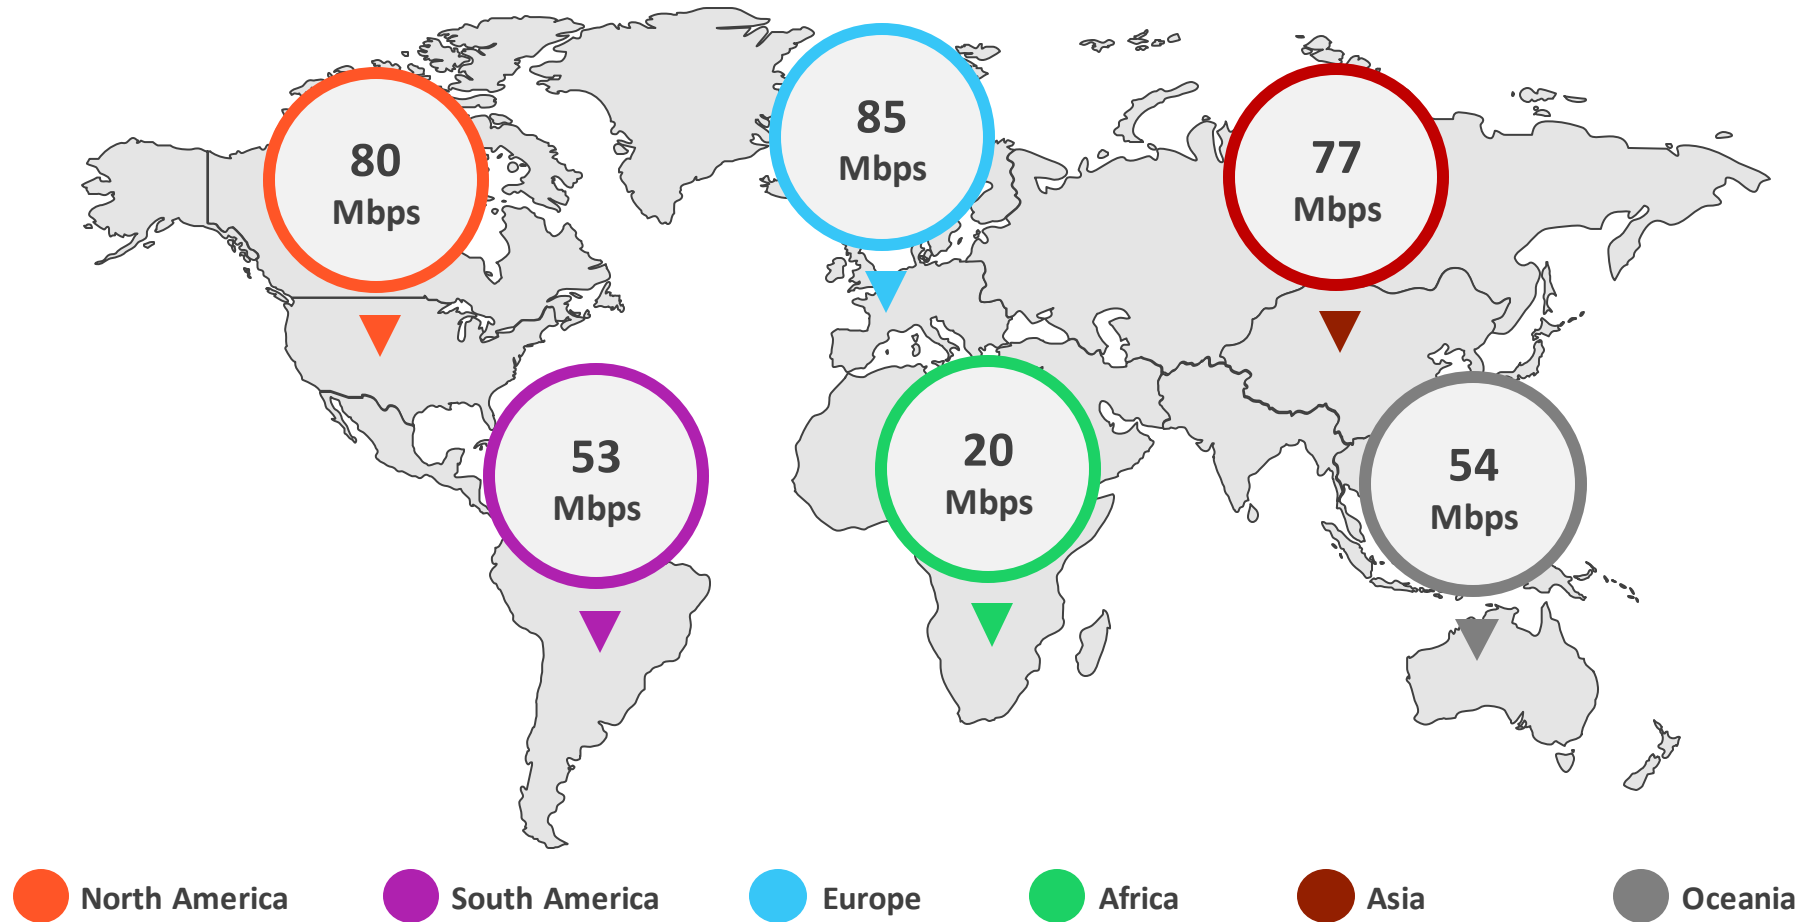 80
Mbps
85
Mbps
77
Mbps
53
Mbps
20
Mbps
54
Mbps
North America
South America
Europe
Africa
Asia
Oceania